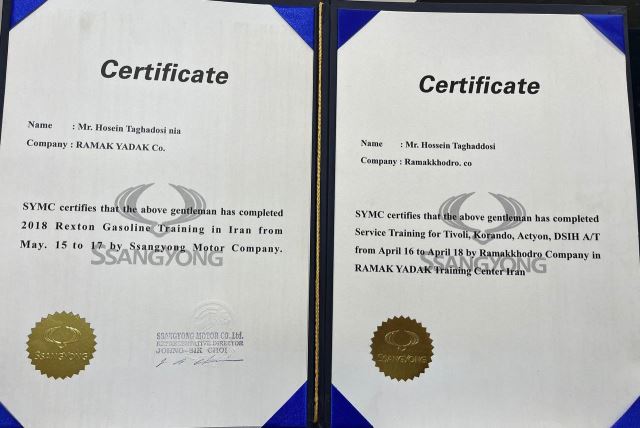 Certificate
Name : Mr. Hosein Taghadosi nia
Company : RAMAK YADAK Co.
SYMC certifies that the above gentleman has completed
2018 Rexton Gasoline Training in Iran from
May. 15 to 17 by Ssangyong Motor Company.
SSANGYONG
SSANGYONG
SSANGYONG MOTOR CO.Ltd.
REPRESENTATIVE DIRECTOR
JOHNG-SIK CHOI
Certificate
Name : Mr. Hossein Taghaddosi
Company : Ramakkhodro. co
SYMC certifies that the above gentleman has completed
Service Training for Tivoli, Korando, Actyon, DSIH A/T
from April 16 to April 18 by Ramakkhodro Company in
RAMAK YADAK Training Center Iran
SSANGYONG
SSANGYONG